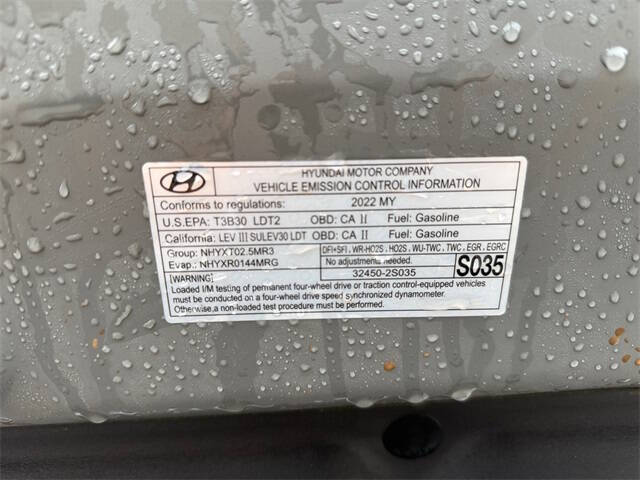 HYUNDAI MOTOR COMPANY
VEHICLE EMISSION CONTROL INFORMATION
Conforms to regulations: 2022 MY
U.S.EPA: T3B30 LDT2 OBD: CA II Fuel: Gasoline
California: LEV III SULEV30 LDT OBD: CA II Fuel: Gasoline
Group: NHYXT02.5MR3 DFI+SFI, WR-HO2S, HO2S, WU-TWC, TWC, EGR, EGRC
Evap.: NHYXR0144MRG No adjustments needed.
32450-2S035 S035
[WARNING]
Loaded I/M testing of permanent four-wheel drive or traction control-equipped vehicles
must be conducted on a four-wheel drive speed synchronized dynamometer.
Otherwise, a non-loaded test procedure must be performed.